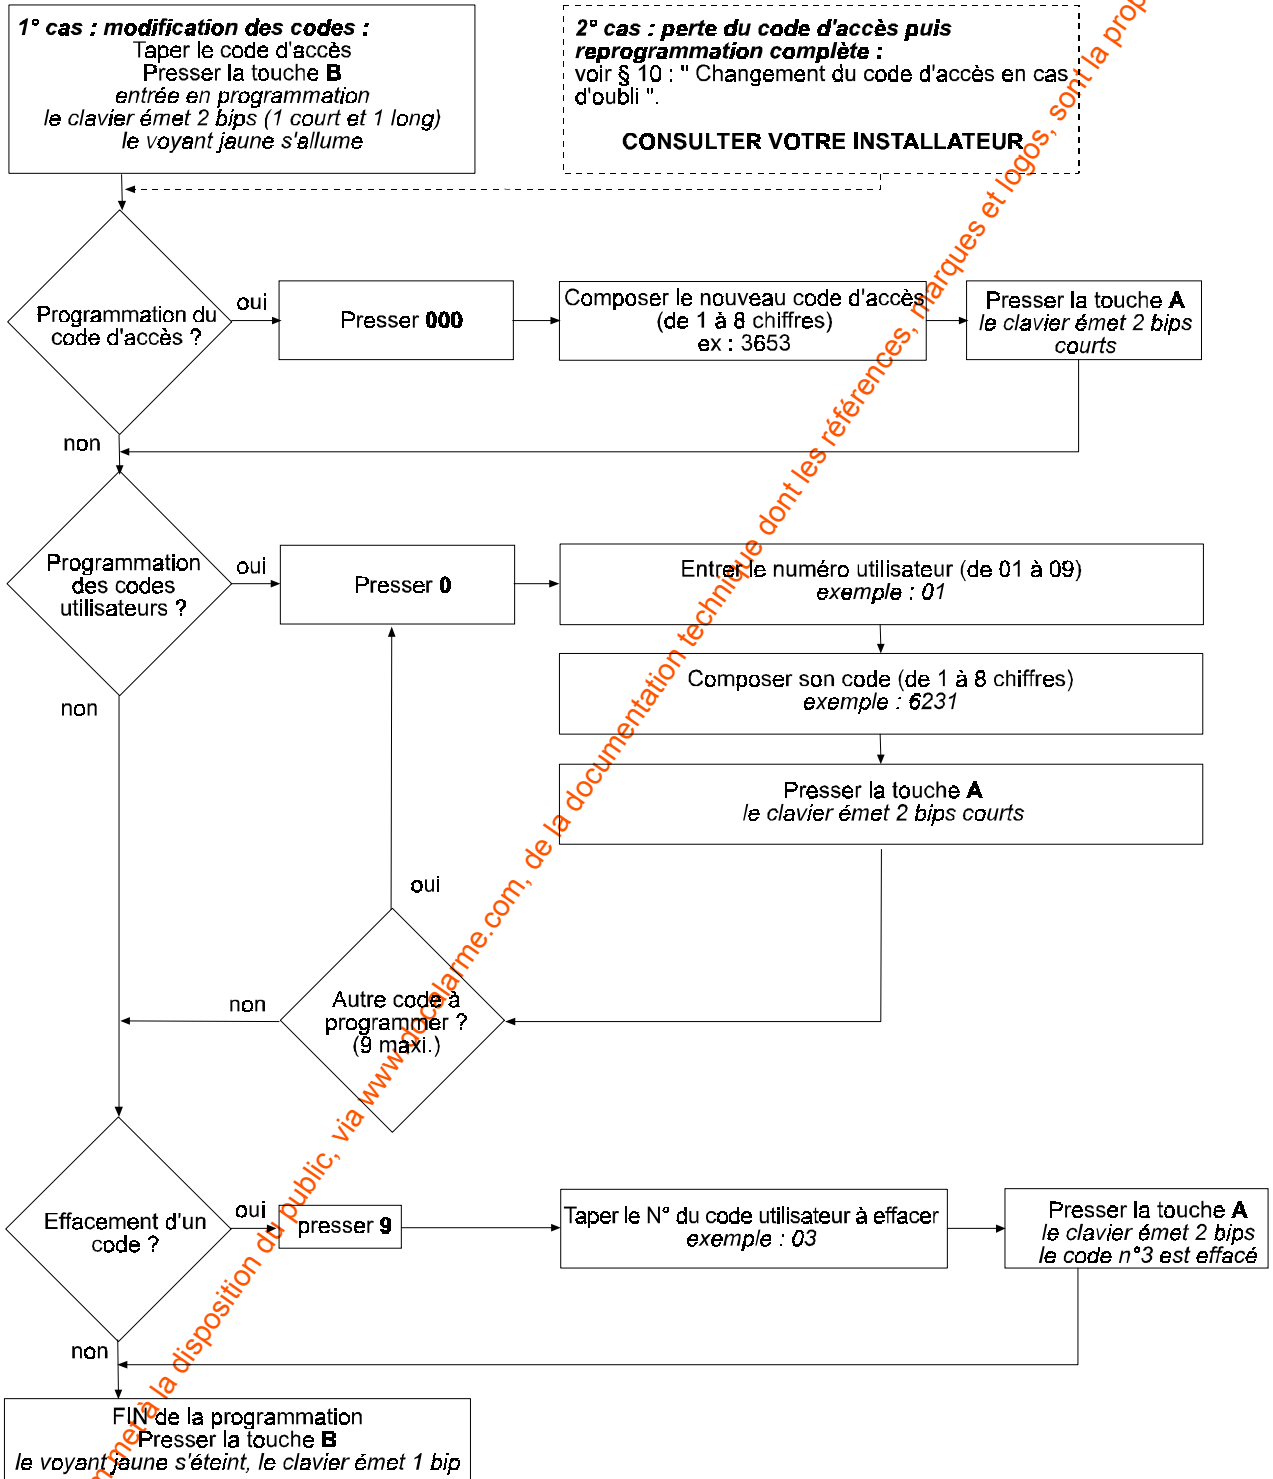 1° cas : modification des codes :
Taper le code d'accès
Presser la touche B
entrée en programmation
le clavier émet 2 bips (1 court et 1 long)
le voyant jaune s'allume
2° cas : perte du code d'accès puis
reprogrammation complète :
voir § 10 : " Changement du code d'accès en cas
d'oubli ".
CONSULTER VOTRE INSTALLATEUR
Programmation du
code d'accès ?
oui
Presser 000
Composer le nouveau code d'accès
(de 1 à 8 chiffres)
ex : 3653
Presser la touche A
le clavier émet 2 bips
courts
non
Programmation
des codes
utilisateurs ?
oui
Presser 0
Entrer le numéro utilisateur (de 01 à 09)
exemple : 01
Composer son code (de 1 à 8 chiffres)
exemple : 6231
Presser la touche A
le clavier émet 2 bips courts
non
oui
Autre code à
programmer ?
(9 maxi.)
non
Effacement d'un
code ?
oui
presser 9
Taper le N° du code utilisateur à effacer
exemple : 03
Presser la touche A
le clavier émet 2 bips
le code n°3 est effacé
non
FIN de la programmation
Presser la touche B
le voyant jaune s'éteint, le clavier émet 1 bip
met à la disposition du public, via www.docalarme.com, de la documentation technique dont les références, marques et logos, sont la